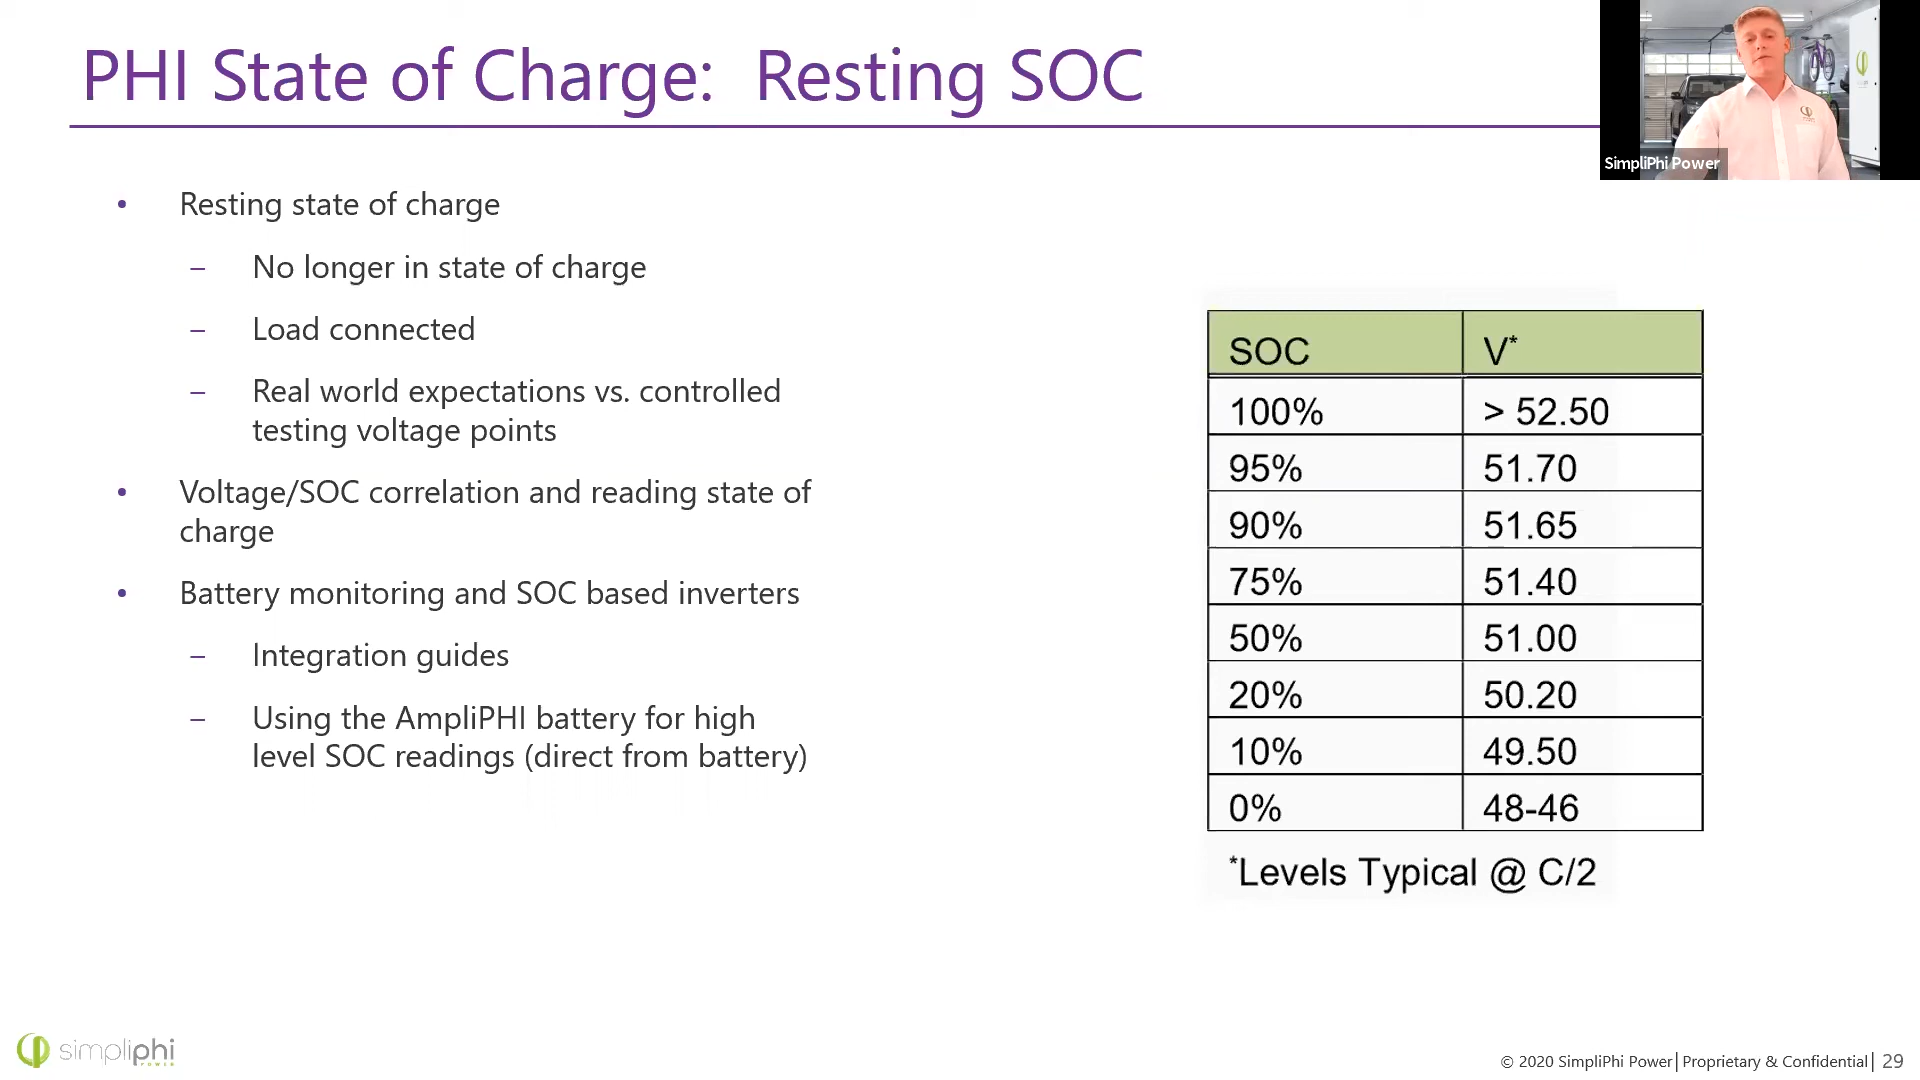 PHI State of Charge: Resting SOC
SimpliPhi Power
• Resting state of charge
– No longer in state of charge
– Load connected
– Real world expectations vs. controlled
testing voltage points
• Voltage/SOC correlation and reading state of
charge
• Battery monitoring and SOC based inverters
– Integration guides
– Using the AmpliPHI battery for high
level SOC readings (direct from battery)
SOC V*
100% > 52.50
95% 51.70
90% 51.65
75% 51.40
50% 51.00
20% 50.20
10% 49.50
0% 48-46
*Levels Typical @ C/2
simpliphi
POWER
© 2020 SimpliPhi Power| Proprietary & Confidential| 29